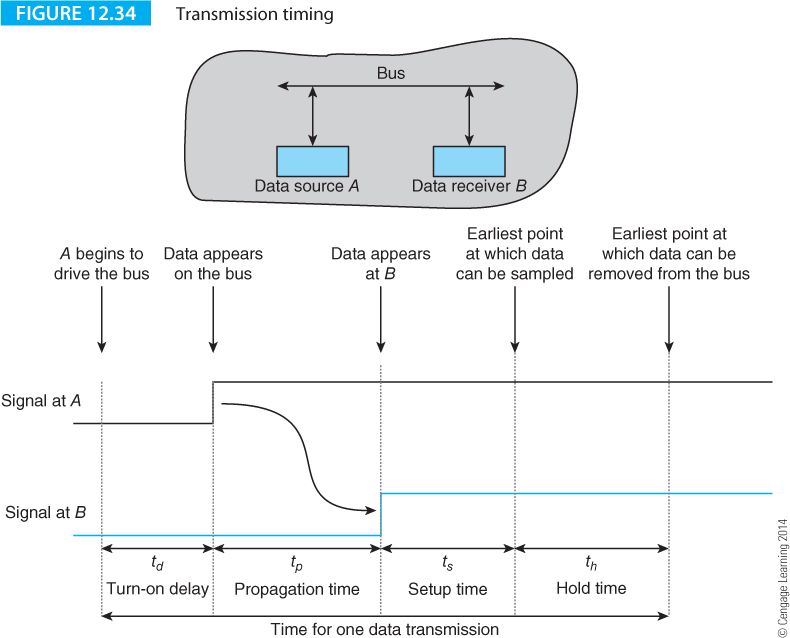 FIGURE 12.34 Transmission timing
Bus
Data source A
Data receiver B
A begins to
drive the bus
Data appears
on the bus
Data appears
at B
Earliest point
at which data
can be sampled
Earliest point at
which data can be
removed from the bus
Signal at A
Signal at B
td
tp
ts
th
Turn-on delay
Propagation time
Setup time
Hold time
Time for one data transmission
© Cengage Learning 2014